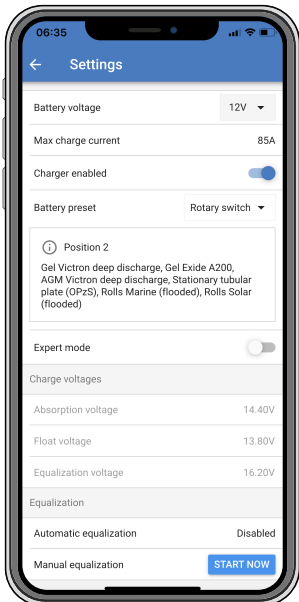 06:35
Settings
Battery voltage 12V
Max charge current 85A
Charger enabled
Battery preset Rotary switch
Position 2
Gel Victron deep discharge, Gel Exide A200,
AGM Victron deep discharge, Stationary tubular
plate (OPzS), Rolls Marine (flooded), Rolls Solar
(flooded)
Expert mode
Charge voltages
Absorption voltage 14.40V
Float voltage 13.80V
Equalization voltage 16.20V
Equalization
Automatic equalization Disabled
Manual equalization START NOW